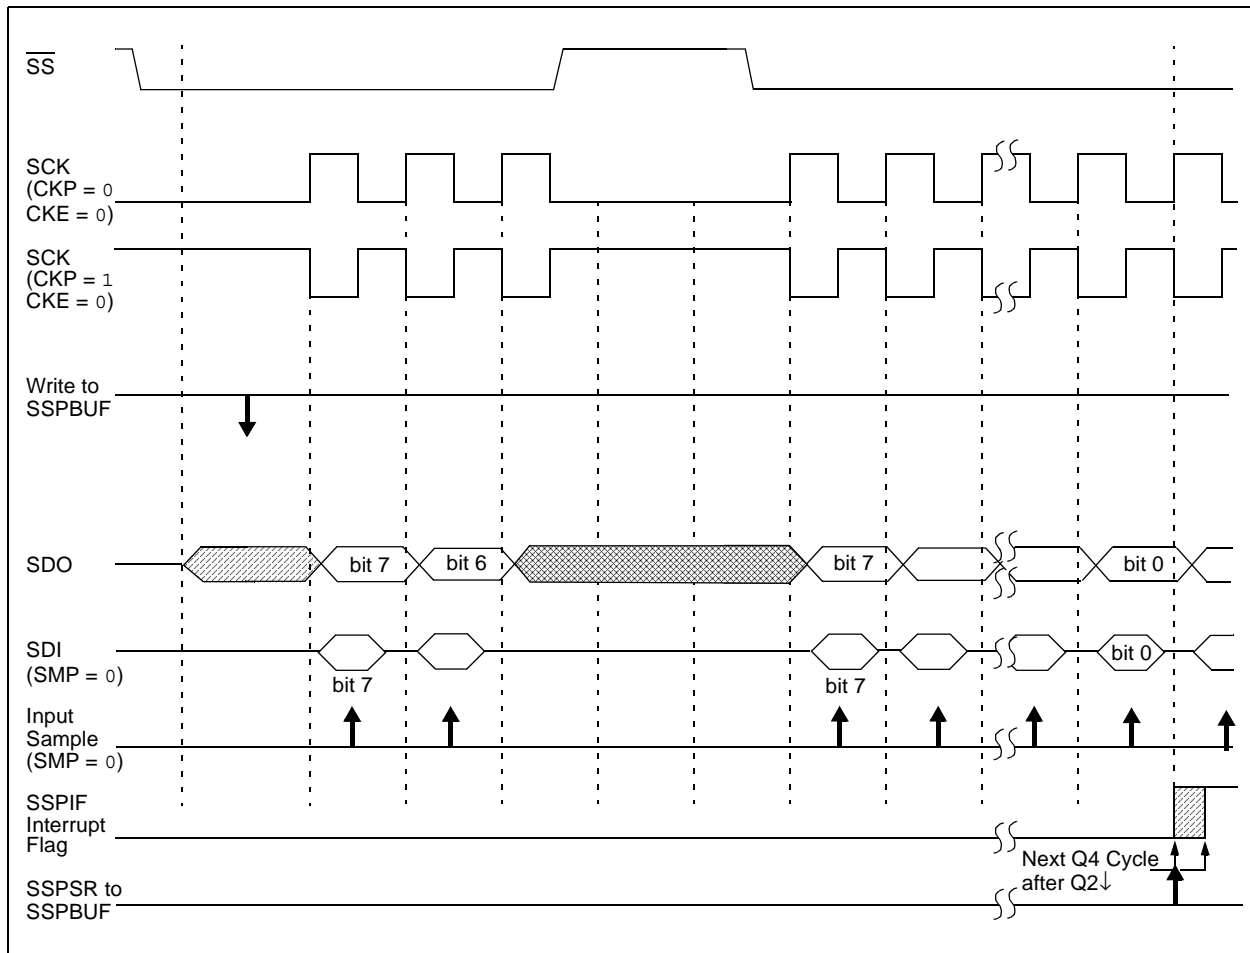 SS
SCK
(CKP = 0
CKE = 0)
SCK
(CKP = 1
CKE = 0)
Write to
SSPBUF
SDO
bit 7
bit 6
bit 7
bit 0
SDI
(SMP = 0)
bit 7
bit 7
bit 0
Input
Sample
(SMP = 0)
SSPIF
Interrupt
Flag
Next Q4 Cycle
after Q2↓
SSPSR to
SSPBUF